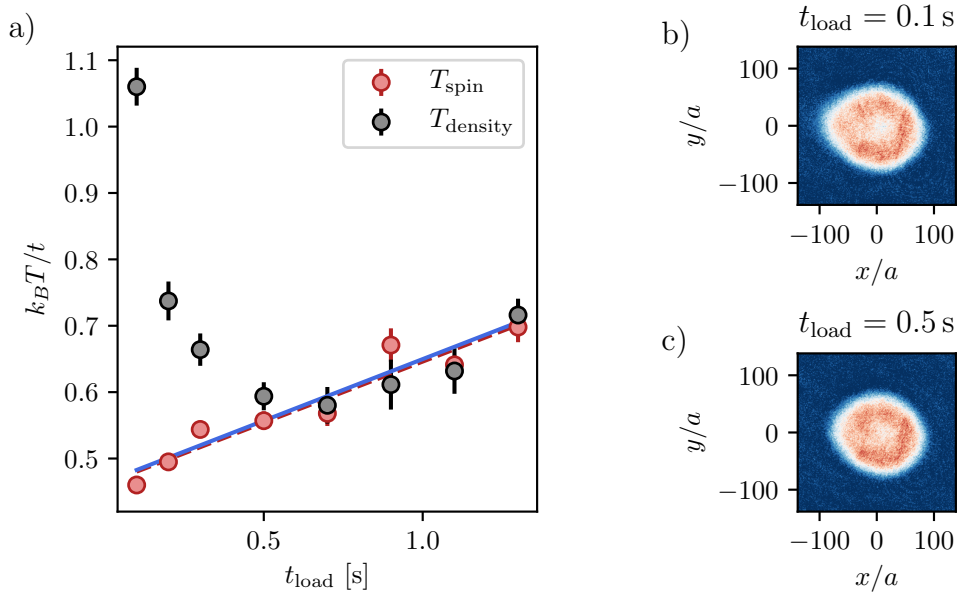 a)
k_BT/t
1.1
1.0
0.9
0.8
0.7
0.6
0.5
0.5
1.0
t_load [s]
T_spin
T_density
b)
t_load = 0.1 s
y/a
100
0
−100
−100 0 100
x/a
c)
t_load = 0.5 s
y/a
100
0
−100
−100 0 100
x/a